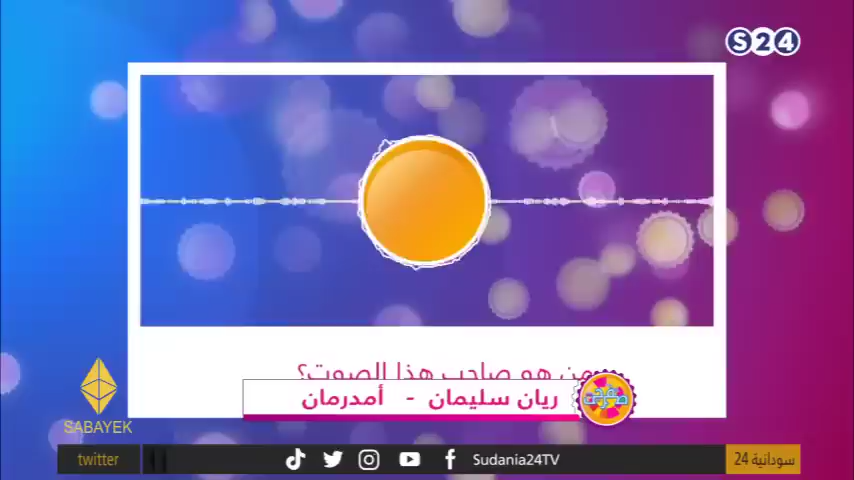 S24
من هو صاحب هذا الصوت؟
ريان سليمان - أمدرمان
SABAYEK
twitter
Sudania24TV
سودانية 24